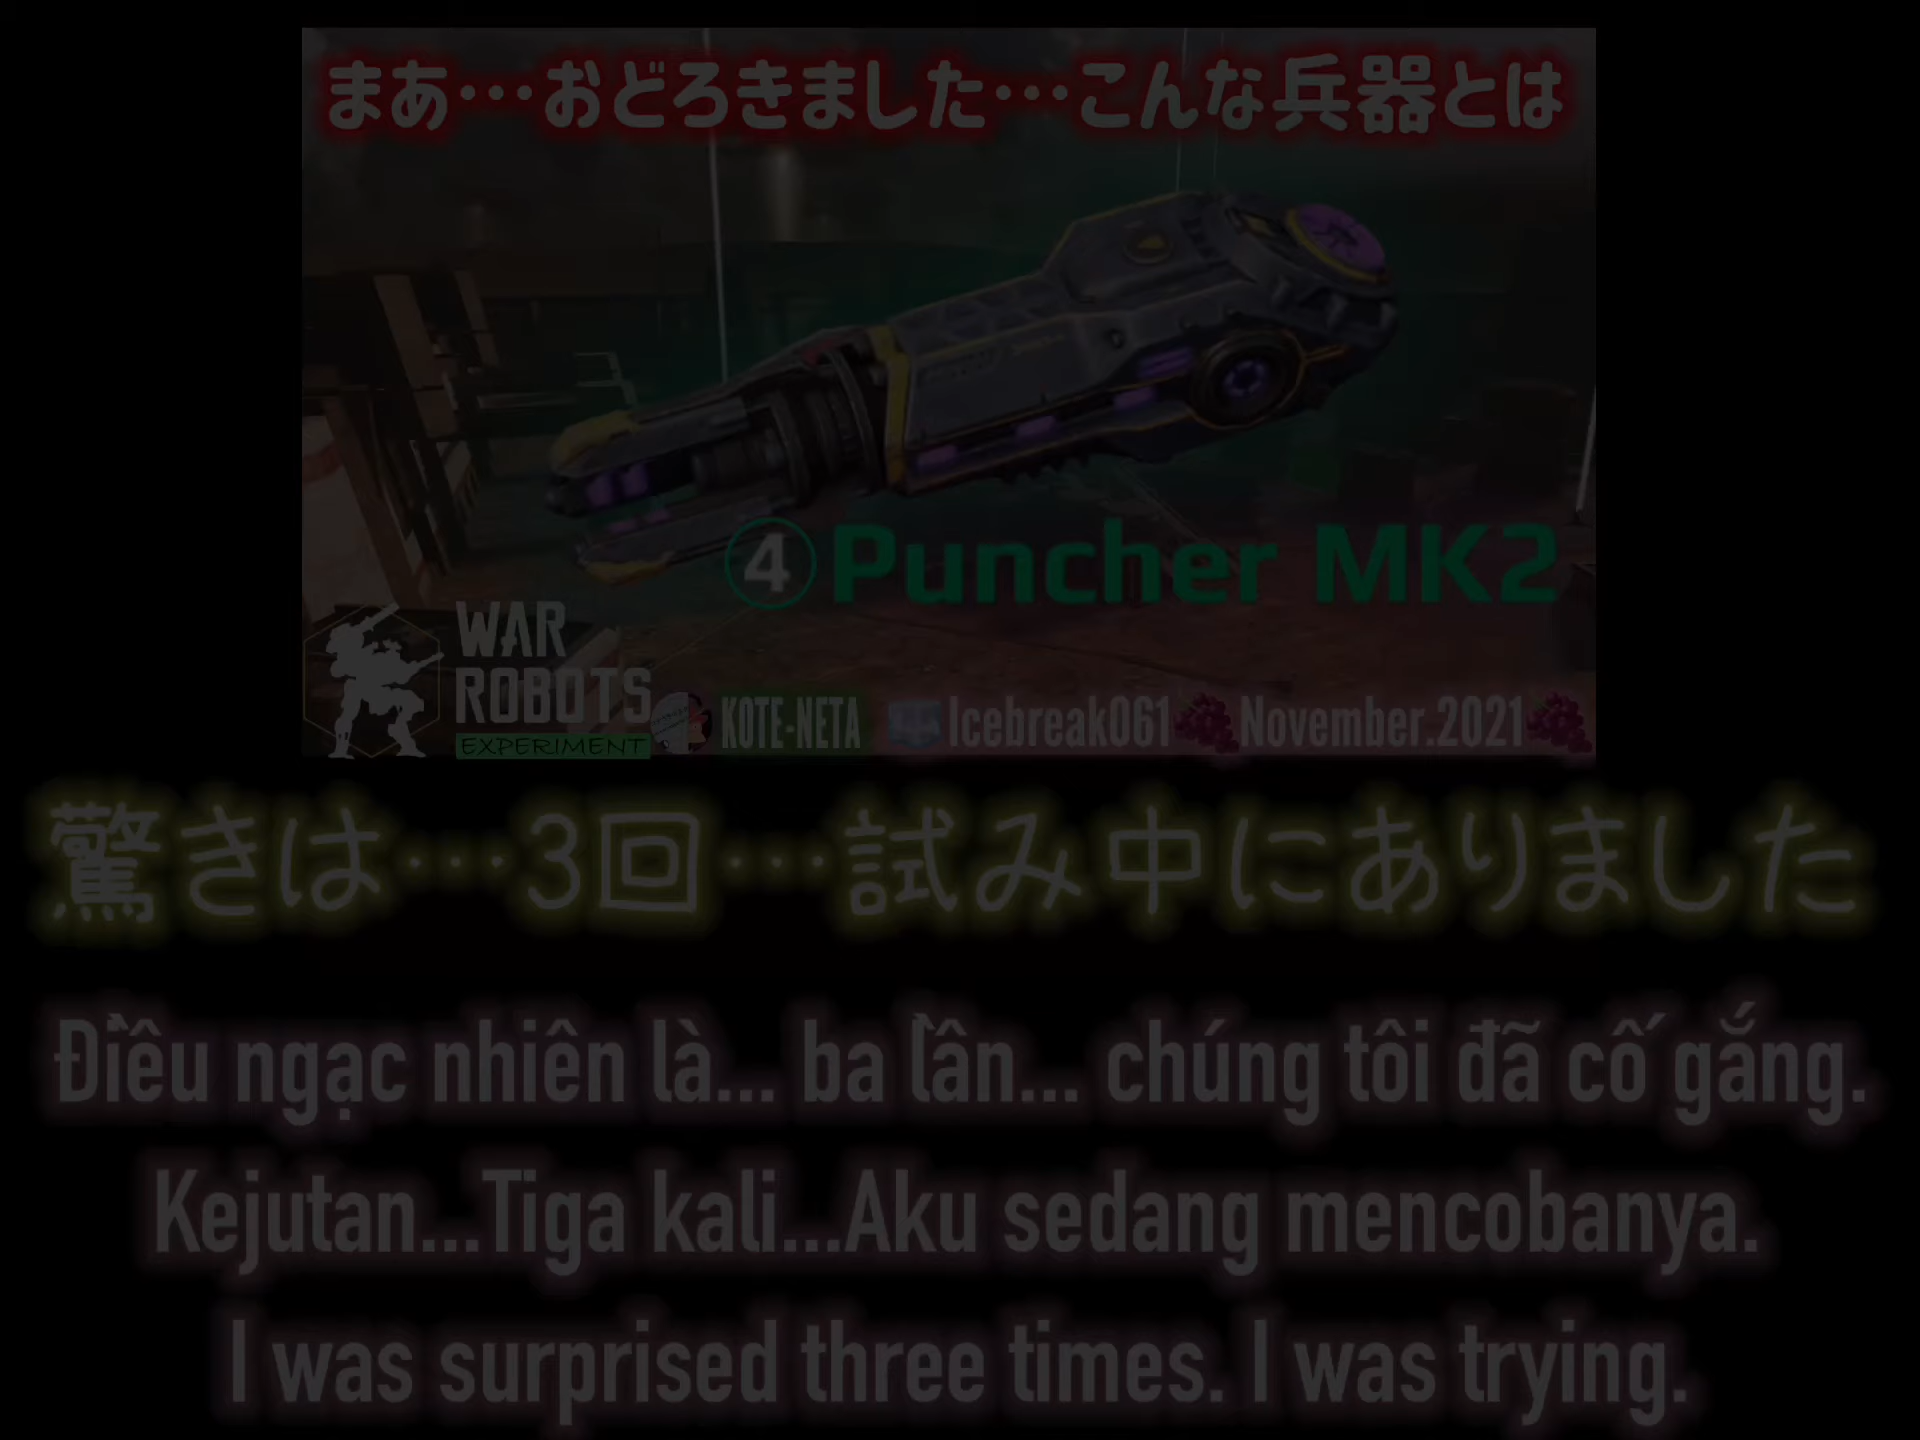 まあ…おどろきました…こんな兵器とは
④Puncher MK2
WAR
ROBOTS
EXPERIMENT
KOTE-NETA
Icebreak061
November.2021
驚きは…3回…試み中にありました
Điều ngạc nhiên là... ba lần... chúng tôi đã cố gắng.
Kejutan...Tiga kali...Aku sedang mencobanya.
I was surprised three times. I was trying.